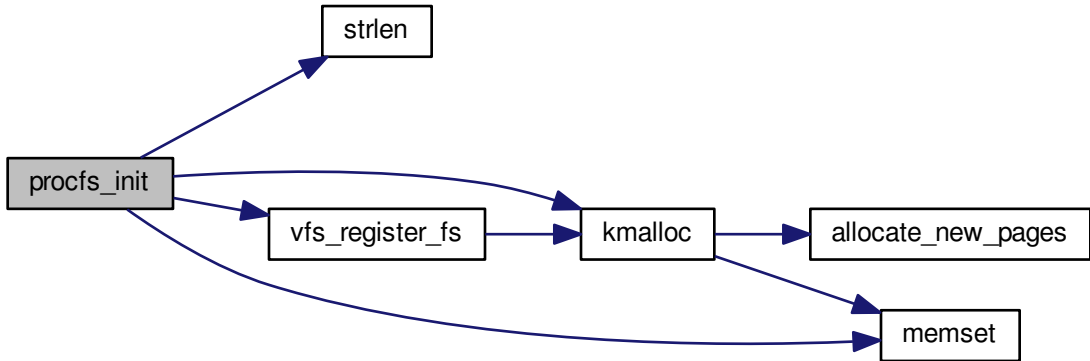 strlen
procfs_init
vfs_register_fs
kmalloc
allocate_new_pages
memset